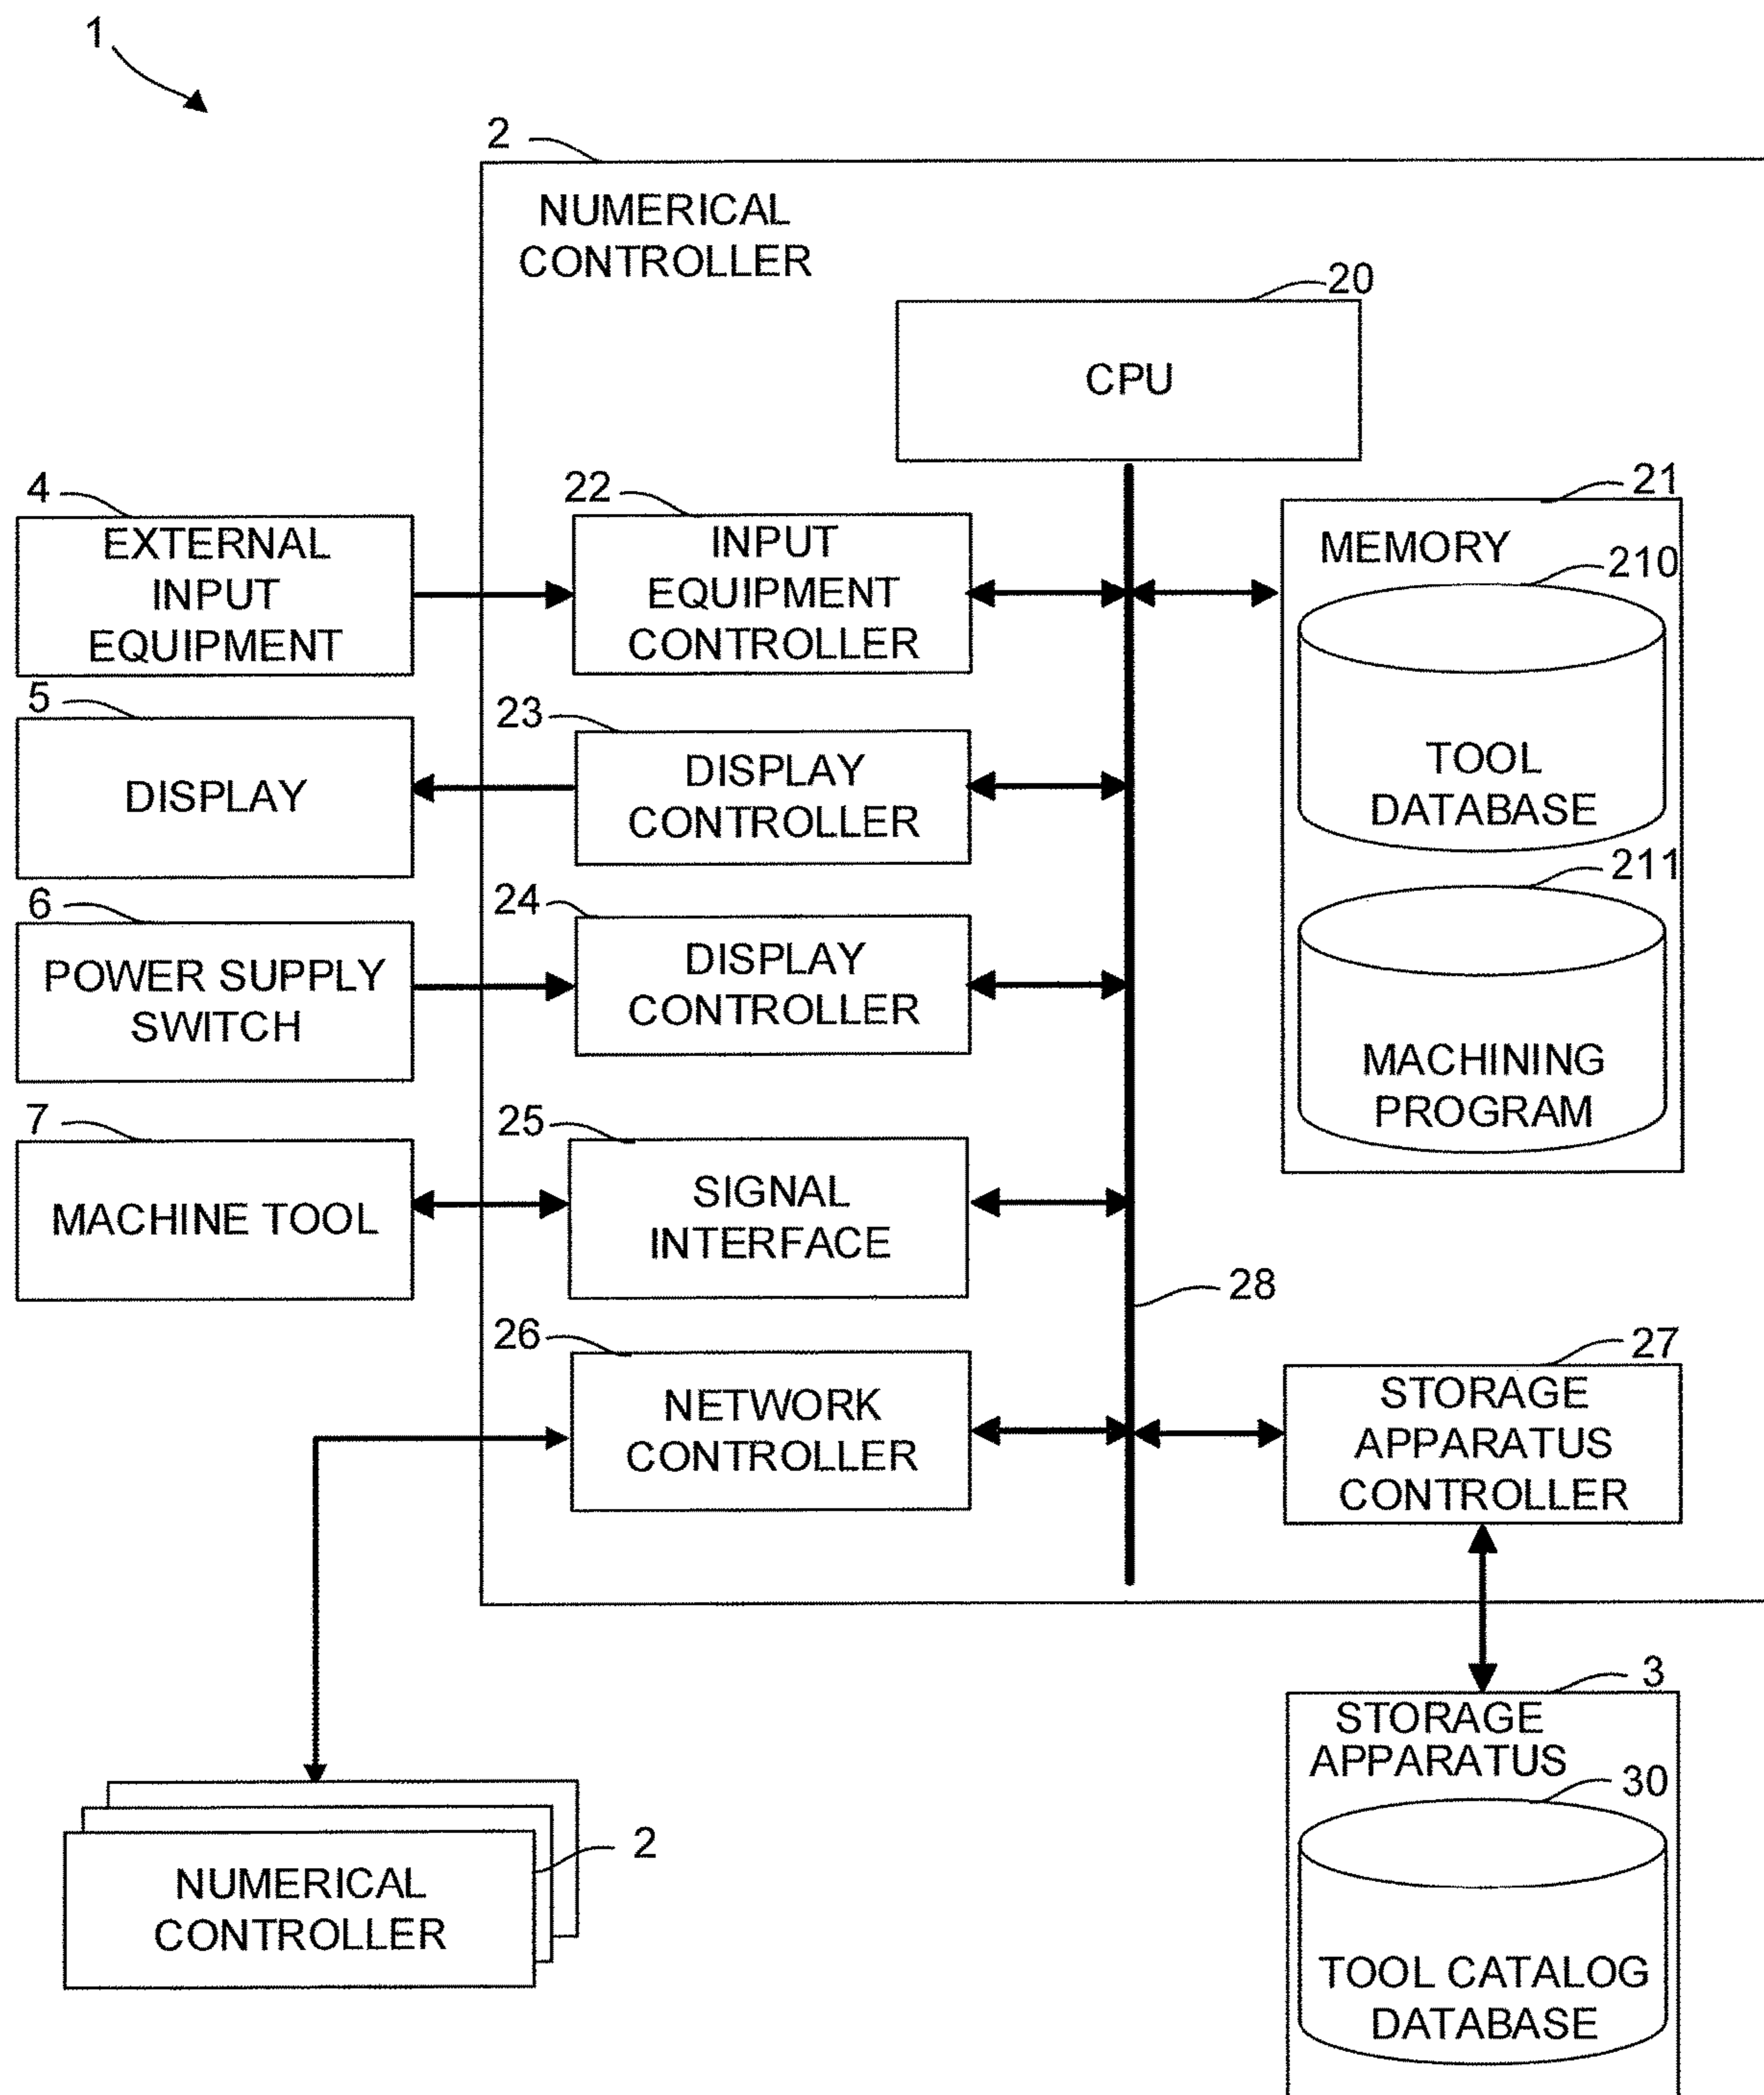 1
2
NUMERICAL
CONTROLLER
20
CPU
4
EXTERNAL
INPUT
EQUIPMENT
22
INPUT
EQUIPMENT
CONTROLLER
21
MEMORY
210
TOOL
DATABASE
211
MACHINING
PROGRAM
5
DISPLAY
23
DISPLAY
CONTROLLER
6
POWER SUPPLY
SWITCH
24
DISPLAY
CONTROLLER
7
MACHINE TOOL
25
SIGNAL
INTERFACE
28
26
NETWORK
CONTROLLER
27
STORAGE
APPARATUS
CONTROLLER
3
STORAGE
APPARATUS
30
TOOL CATALOG
DATABASE
2
NUMERICAL
CONTROLLER